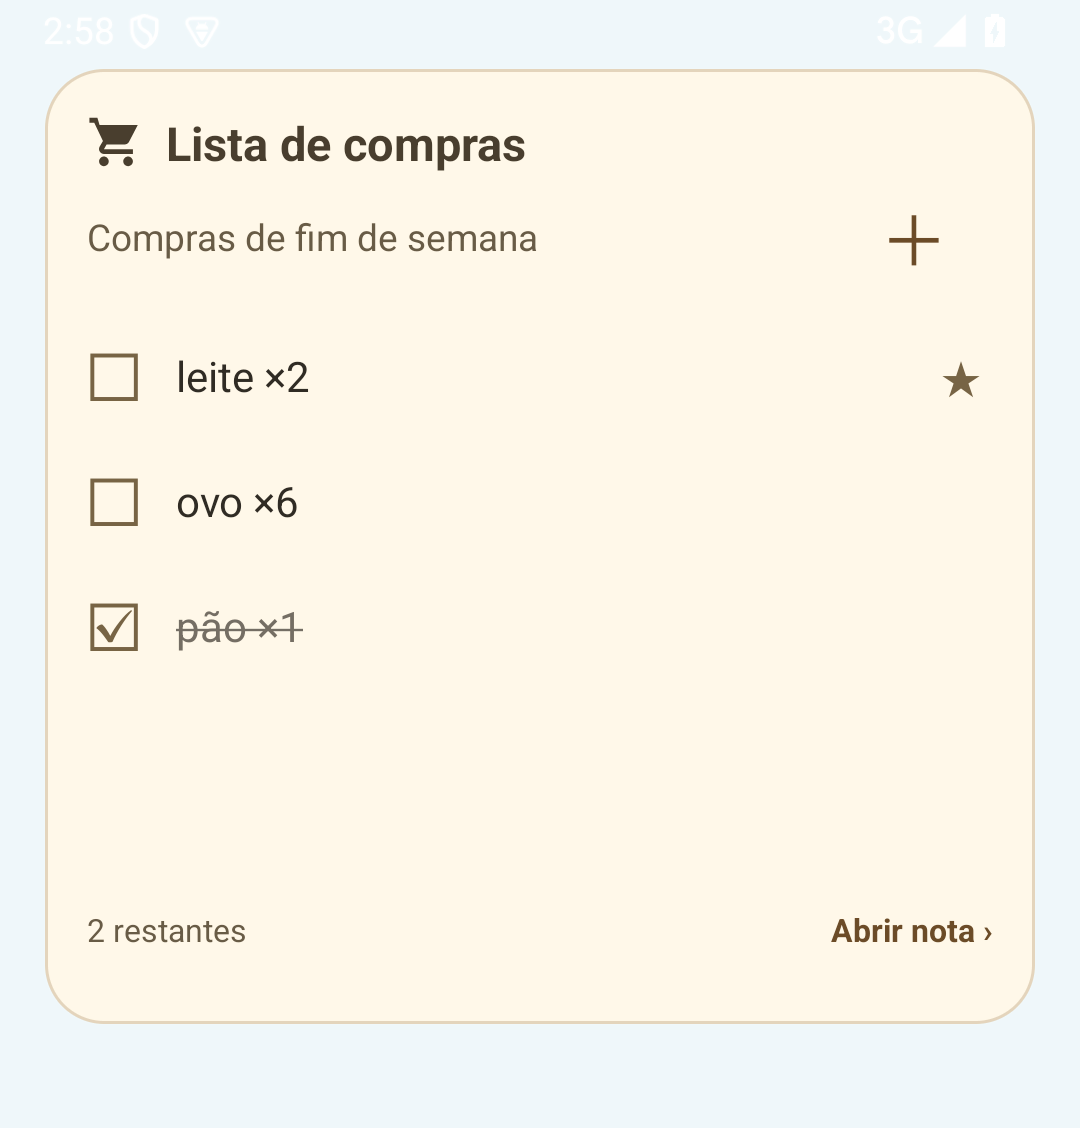 2:58 3G
Lista de compras
Compras de fim de semana
leite ×2
ovo ×6
pão ×1
2 restantes
Abrir nota ›